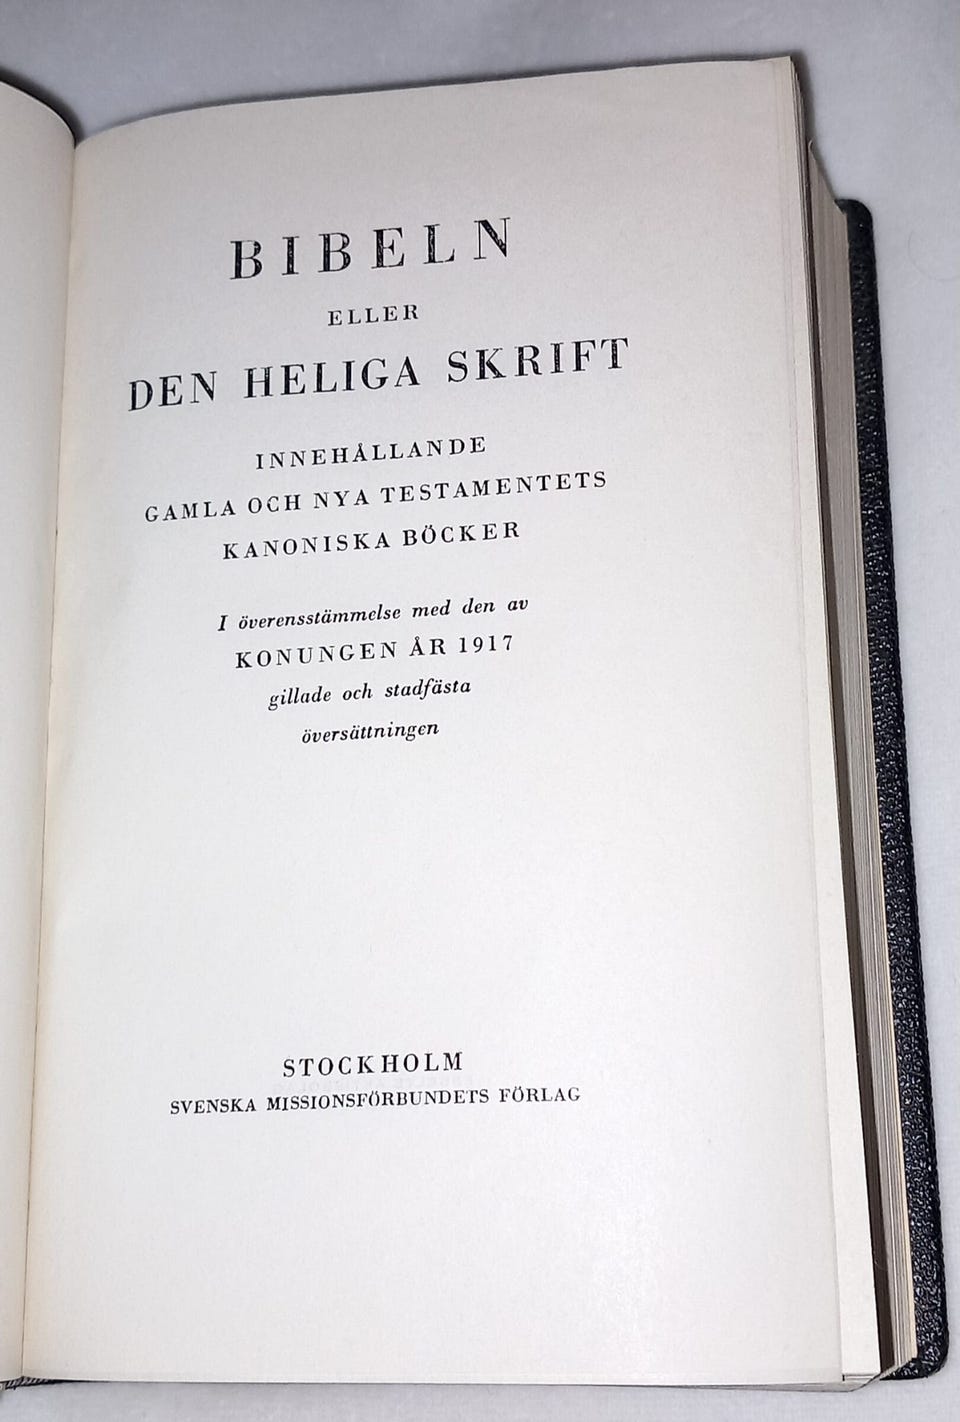 BIBELN
ELLER
DEN HELIGA SKRIFT
INNEHÅLLANDE
GAMLA OCH NYA TESTAMENTETS
KANONISKA BÖCKER
I överensstämmelse med den av
KONUNGEN ÅR 1917
gillade och stadfästa
översättningen
STOCKHOLM
SVENSKA MISSIONSFÖRBUNDETS FÖRLAG